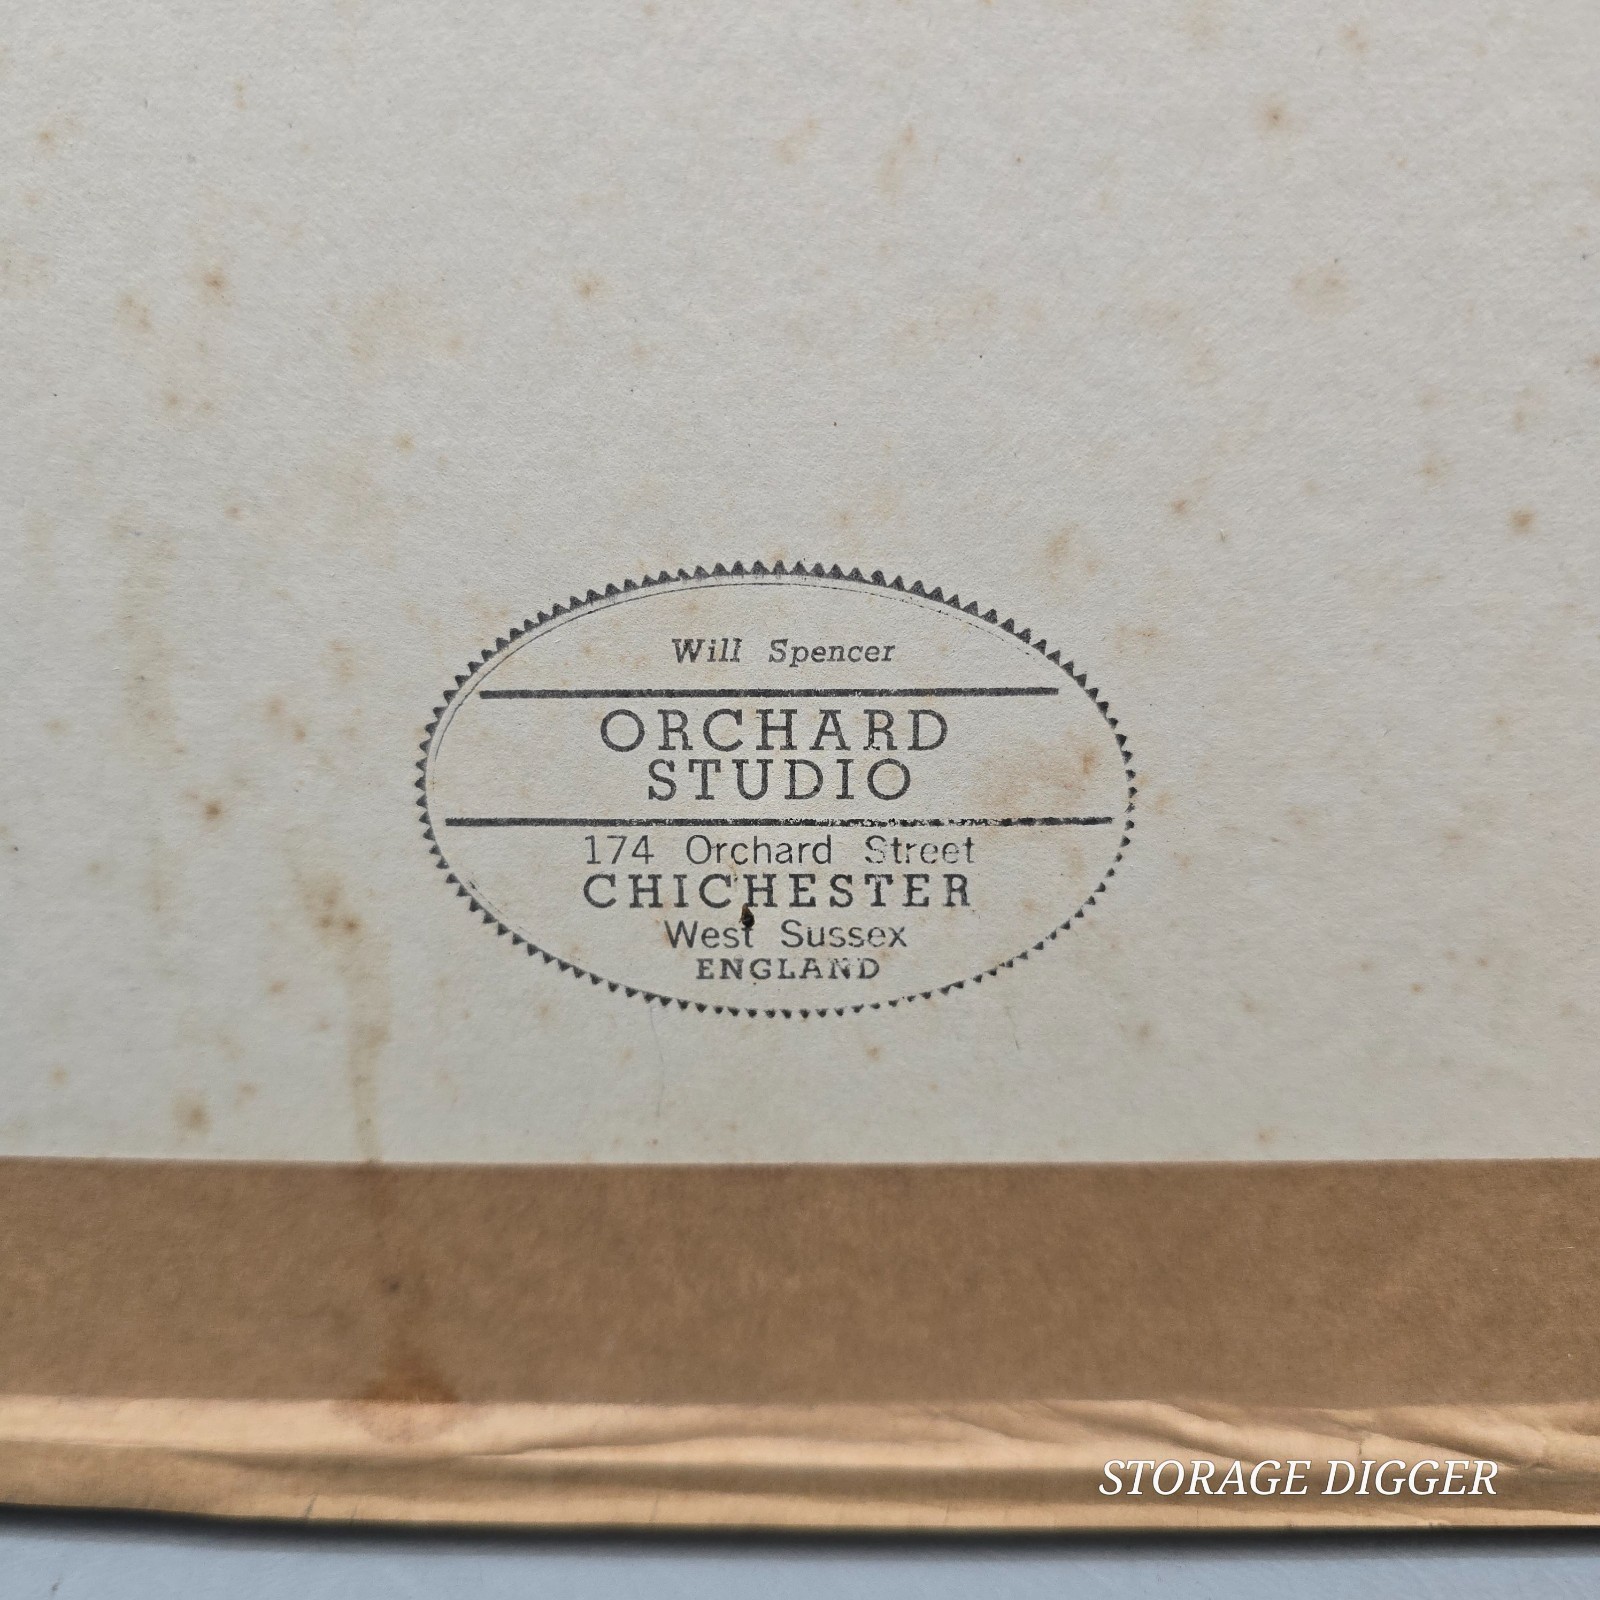 Will Spencer
ORCHARD
STUDIO
174 Orchard Street
CHICHESTER
West Sussex
ENGLAND
STORAGE DIGGER